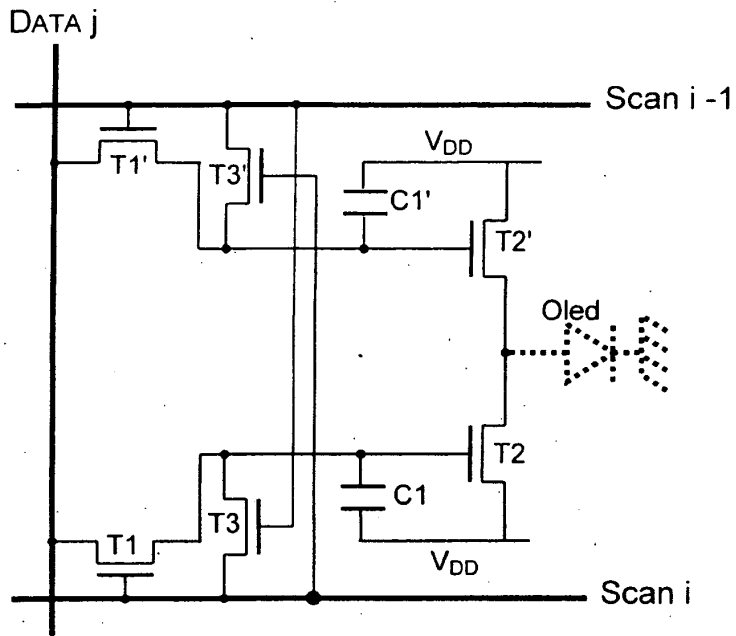 DATA j
Scan i -1
VDD
T1'
T3'
C1'
T2'
Oled
T2
C1
T3
T1
VDD
Scan i